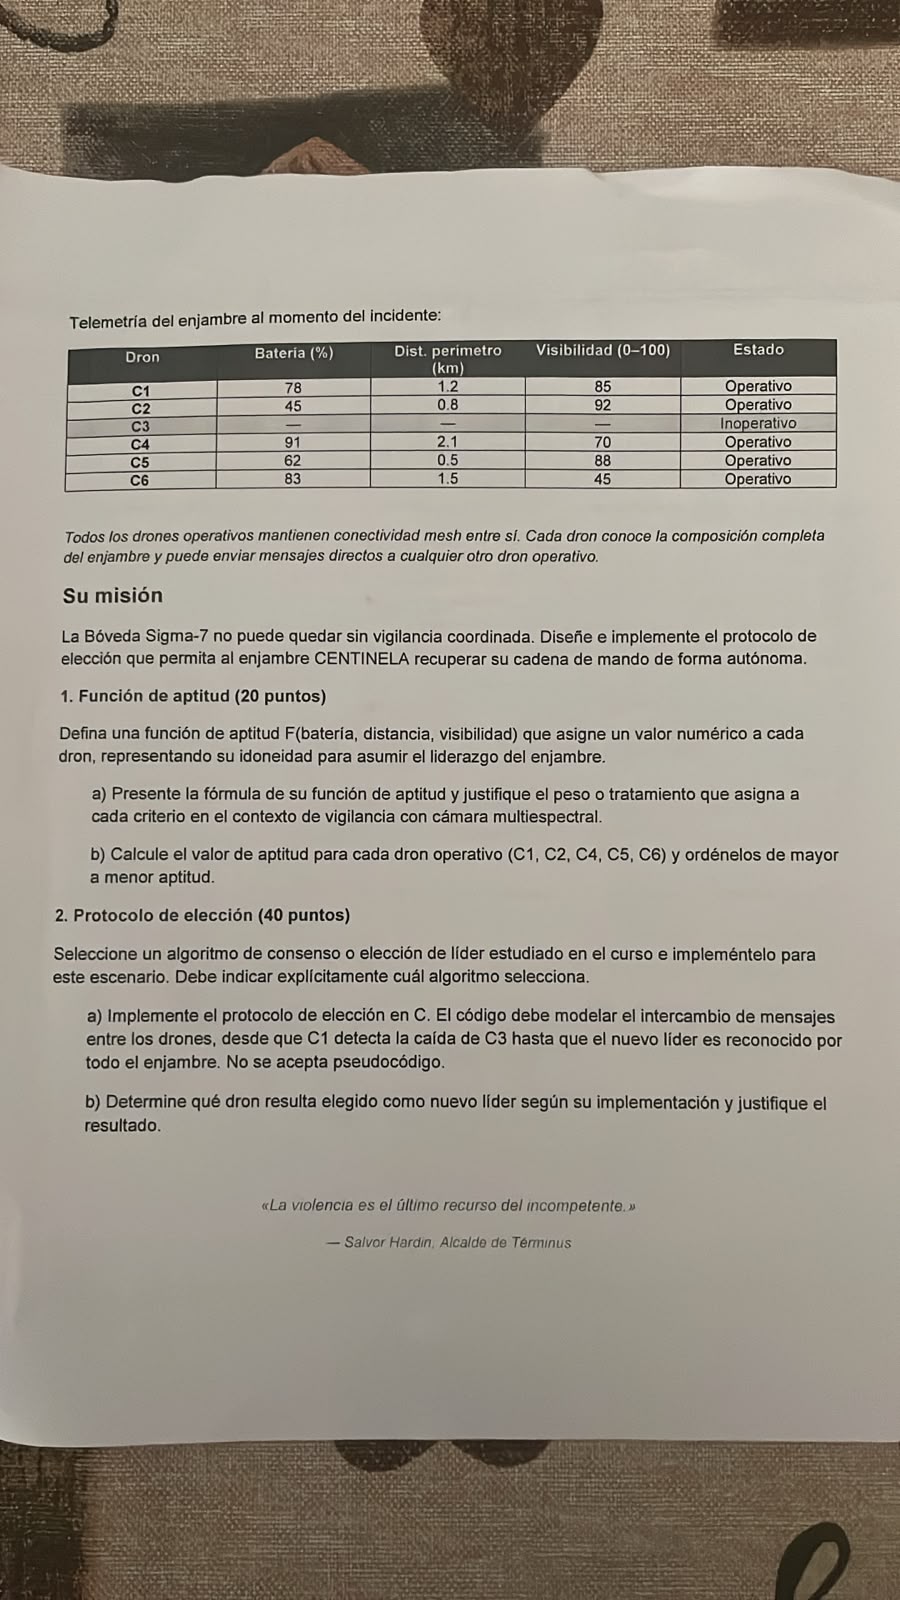 Telemetría del enjambre al momento del incidente:
Dron Bateria (%) Dist. perimetro (km) Visibilidad (0–100) Estado
C1 78 1.2 85 Operativo
C2 45 0.8 92 Operativo
C3 — — — Inoperativo
C4 91 2.1 70 Operativo
C5 62 0.5 88 Operativo
C6 83 1.5 45 Operativo
Todos los drones operativos mantienen conectividad mesh entre sí. Cada dron conoce la composición completa
del enjambre y puede enviar mensajes directos a cualquier otro dron operativo.
Su misión
La Bóveda Sigma-7 no puede quedar sin vigilancia coordinada. Diseñe e implemente el protocolo de
elección que permita al enjambre CENTINELA recuperar su cadena de mando de forma autónoma.
1. Función de aptitud (20 puntos)
Defina una función de aptitud F(batería, distancia, visibilidad) que asigne un valor numérico a cada
dron, representando su idoneidad para asumir el liderazgo del enjambre.
a) Presente la fórmula de su función de aptitud y justifique el peso o tratamiento que asigna a
cada criterio en el contexto de vigilancia con cámara multiespectral.
b) Calcule el valor de aptitud para cada dron operativo (C1, C2, C4, C5, C6) y ordénelos de mayor
a menor aptitud.
2. Protocolo de elección (40 puntos)
Seleccione un algoritmo de consenso o elección de líder estudiado en el curso e impleméntelo para
este escenario. Debe indicar explícitamente cuál algoritmo selecciona.
a) Implemente el protocolo de elección en C. El código debe modelar el intercambio de mensajes
entre los drones, desde que C1 detecta la caída de C3 hasta que el nuevo líder es reconocido por
todo el enjambre. No se acepta pseudocódigo.
b) Determine qué dron resulta elegido como nuevo líder según su implementación y justifique el
resultado.
«La violencia es el último recurso del incompetente.»
— Salvor Hardin, Alcalde de Términus